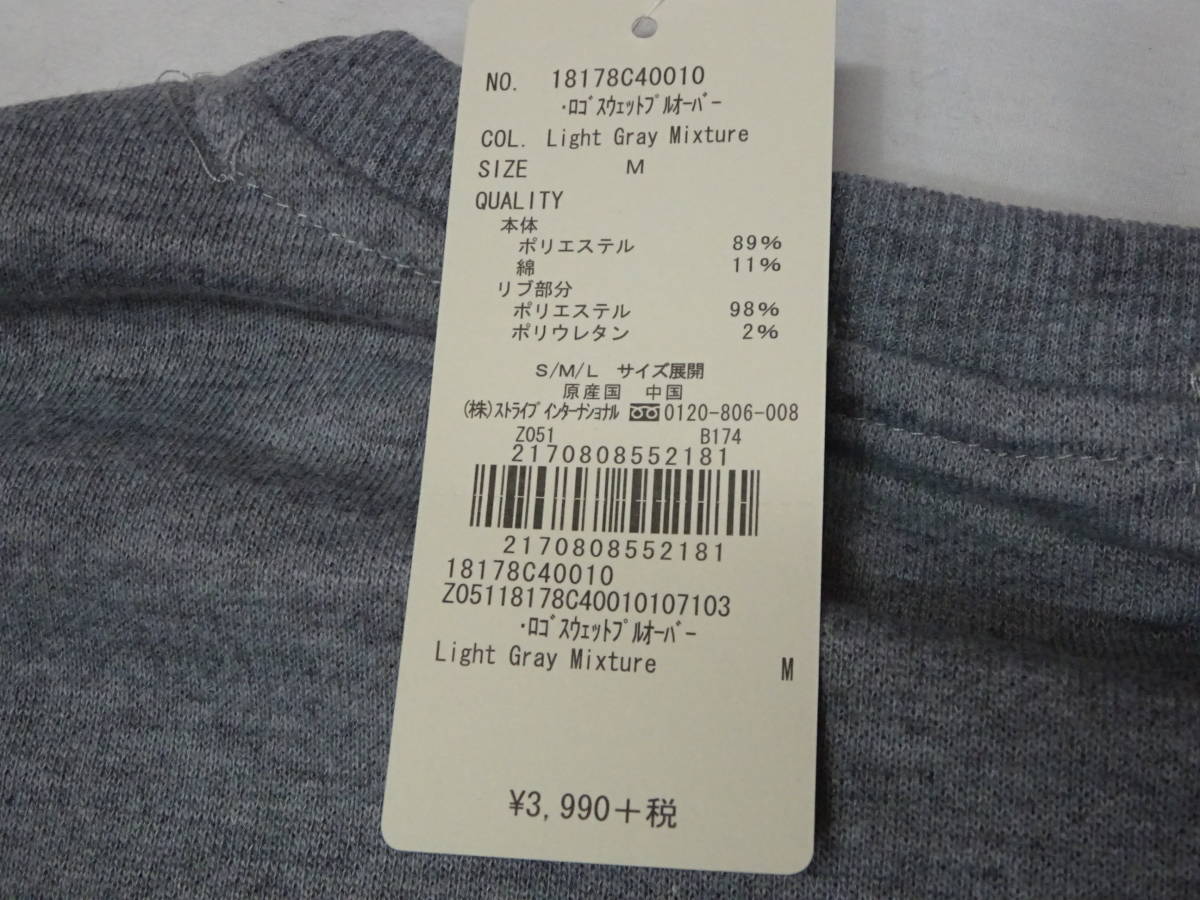 NO. 18178C40010
・ﾛｺﾞｽｳｪｯﾄﾌﾟﾙｵｰﾊﾞｰ
COL. Light Gray Mixture
SIZE M
QUALITY
本体
ポリエステル 89%
綿 11%
リブ部分
ポリエステル 98%
ポリウレタン 2%
S/M/L サイズ展開
原産国 中国
(株)ｽﾄﾗｲﾌﾟｲﾝﾀｰﾅｼｮﾅﾙ 0120-806-008
Z051 B174
2170808552181
2170808552181
18178C40010
Z05118178C40010107103
・ﾛｺﾞｽｳｪｯﾄﾌﾟﾙｵｰﾊﾞｰ
Light Gray Mixture M
¥3,990+税